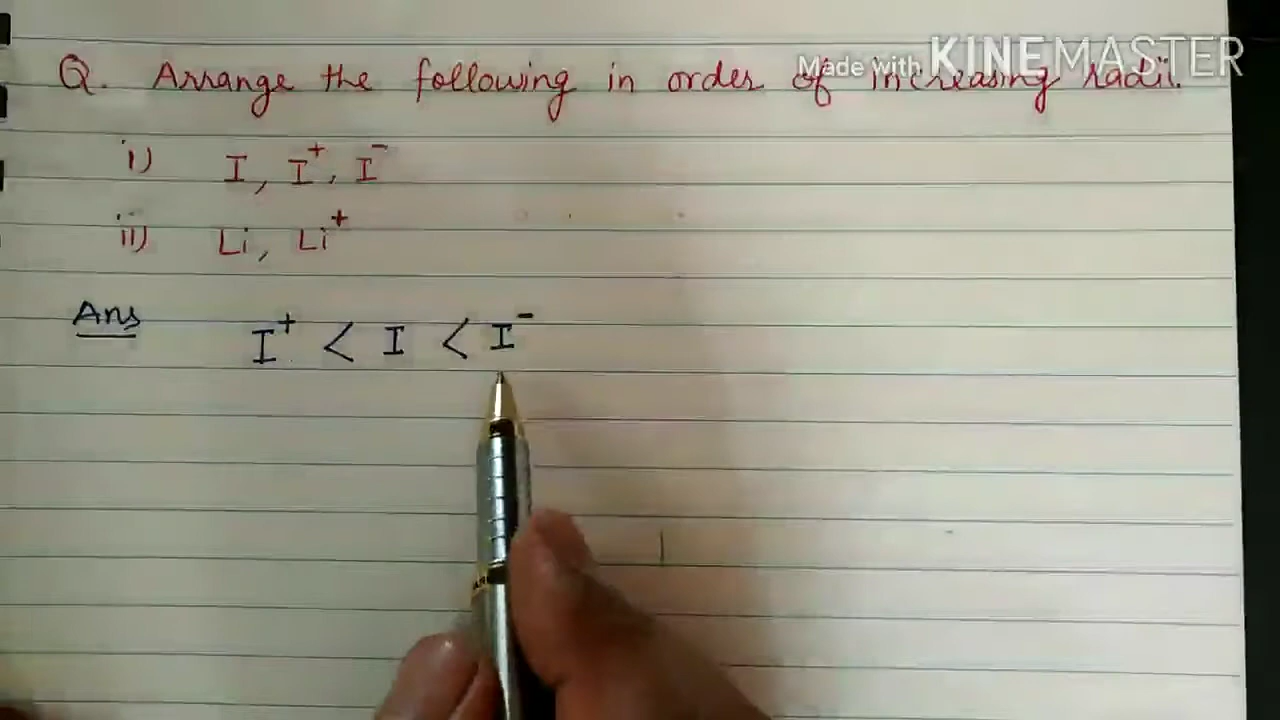 Made with KINEMASTER
Q. Arrange the following in order of increasing radii.
i) I, I⁺, I⁻
ii) Li, Li⁺
Ans I⁺ < I < I⁻